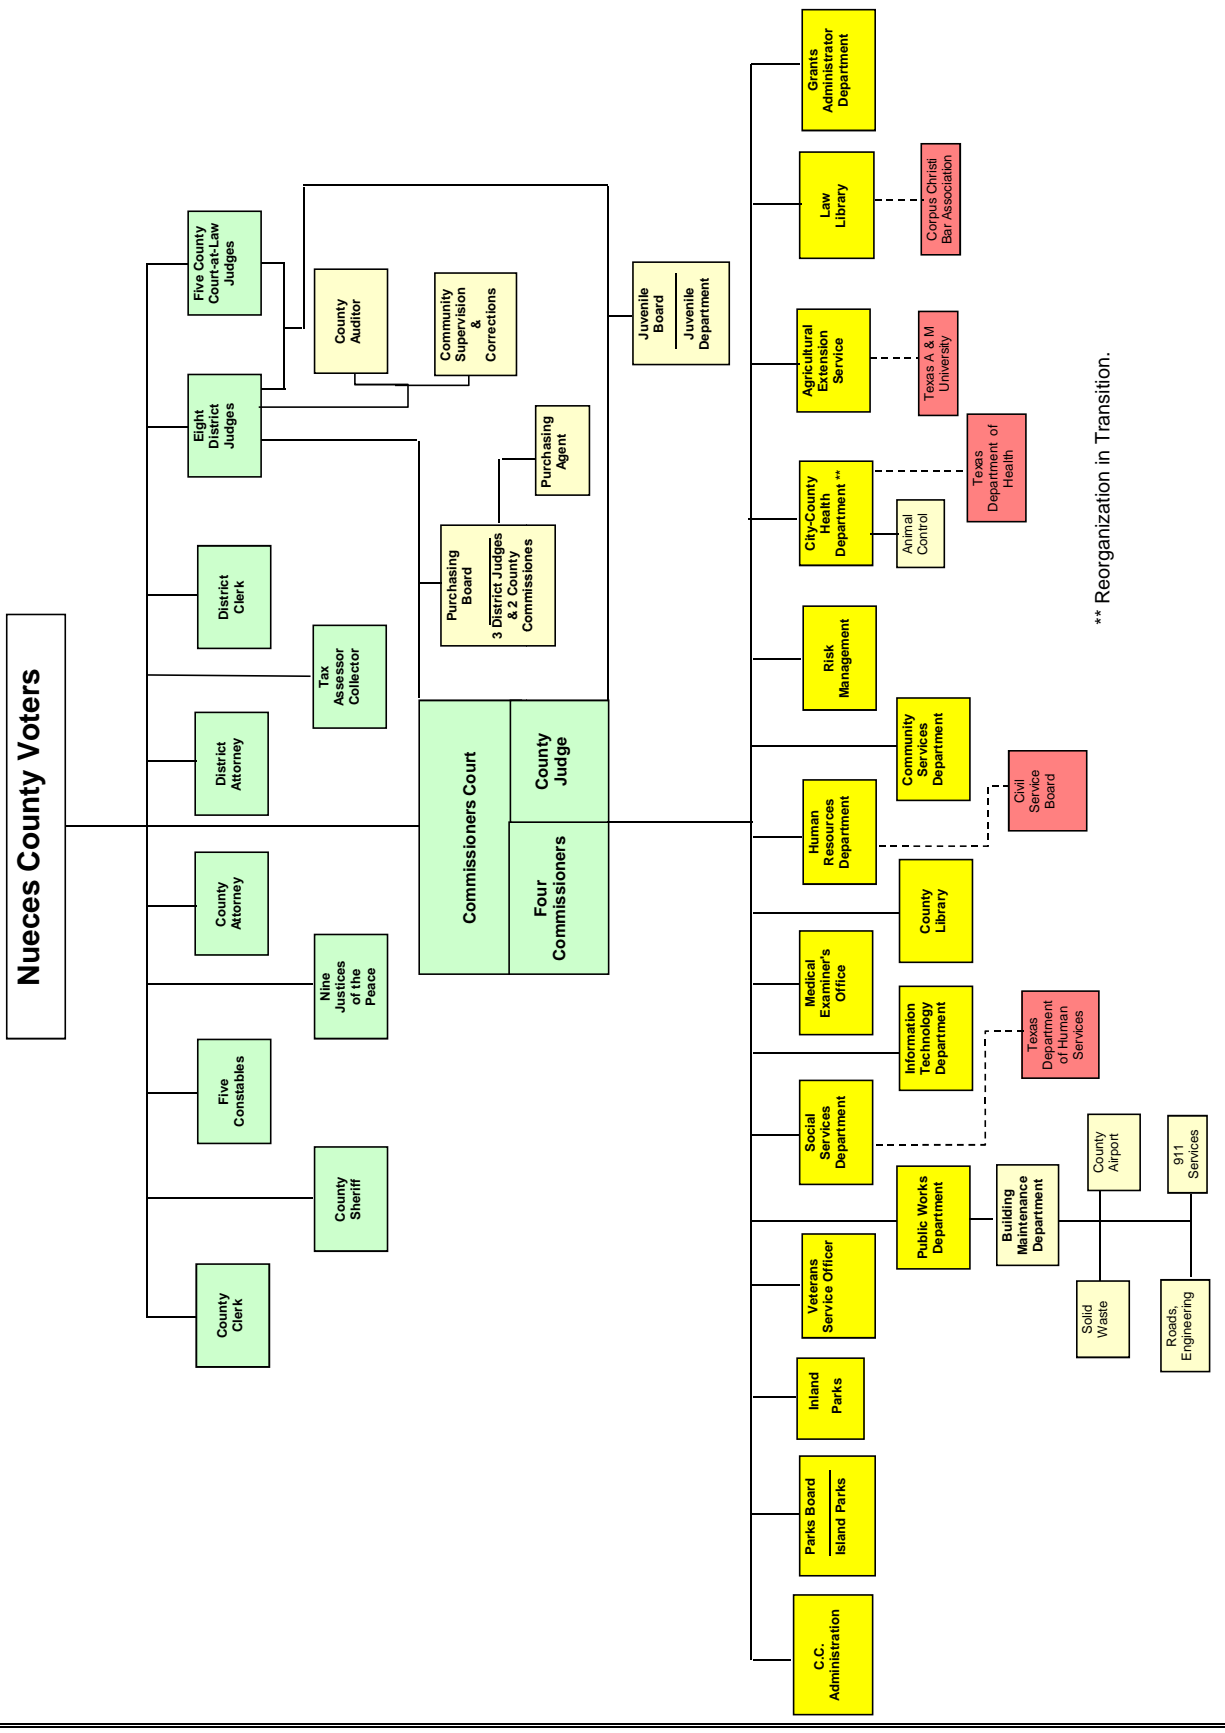 Nueces County Voters
County
Clerk
County
Sheriff
Five
Constables
Nine
Justices
of the
Peace
County
Attorney
District
Attorney
Tax
Assessor
Collector
District
Clerk
Eight
District
Judges
Five County
Court-at-Law
Judges
County
Auditor
Community
Supervision
&
Corrections
Purchasing
Board
3 District Judges
& 2 County
Commissiones
Purchasing
Agent
Commissioners Court
Four
Commissioners
County
Judge
Juvenile
Board
Juvenile
Department
C.C.
Administration
Parks Board
Island Parks
Inland
Parks
Veterans
Service Officer
Public Works
Department
Building
Maintenance
Department
Solid
Waste
County
Airport
Roads,
Engineering
911
Services
Social
Services
Department
Texas
Department
of Human
Services
Information
Technology
Department
Medical
Examiner's
Office
County
Library
Human
Resources
Department
Civil
Service
Board
Community
Services
Department
Risk
Management
City-County
Health
Department **
Animal
Control
Texas
Department of
Health
Agricultural
Extension
Service
Texas A & M
University
Law
Library
Corpus Christi
Bar Association
Grants
Administrator
Department
** Reorganization in Transition.